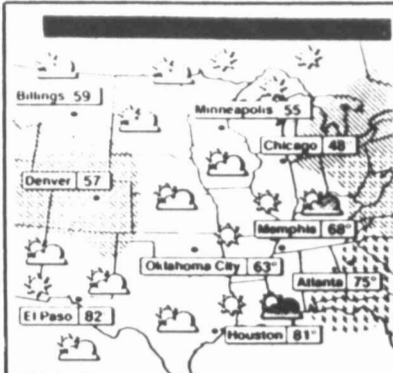 Billings 59
Minneapolis 55
Chicago 48
Denver 57
Memphis 68°
Oklahoma City 63°
Atlanta 75°
El Paso 82
Houston 81°